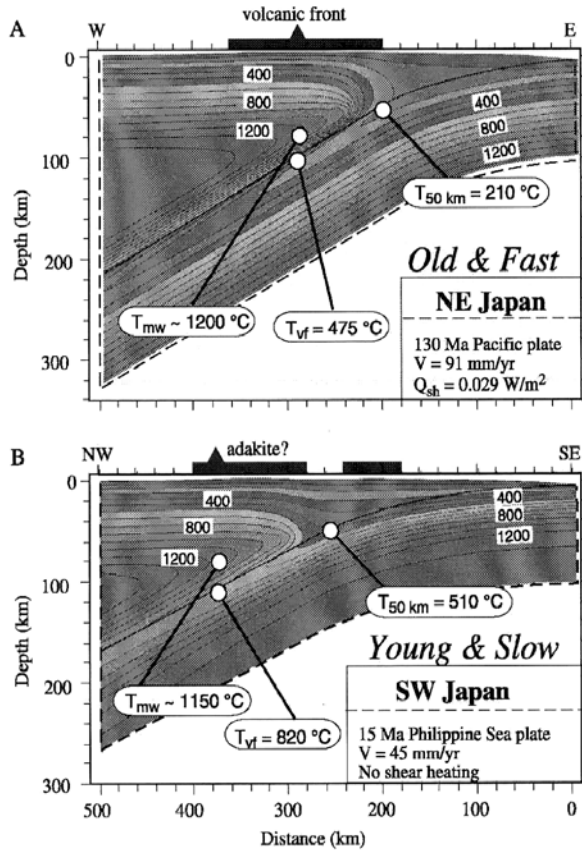 volcanic front
A
W
E
0
400
400
800
800
1200
1200
100
T50 km = 210 °C
Depth (km)
200
Old & Fast
NE Japan
Tmw ~ 1200 °C
Tvf = 475 °C
130 Ma Pacific plate
V = 91 mm/yr
Qsh = 0.029 W/m²
300
NW
adakite?
SE
B
0
400
400
800
800
1200
1200
100
T50 km = 510 °C
Depth (km)
Young & Slow
200
SW Japan
Tmw ~ 1150 °C
Tvf = 820 °C
15 Ma Philippine Sea plate
V = 45 mm/yr
No shear heating
300
500
400
300
200
100
0
Distance (km)